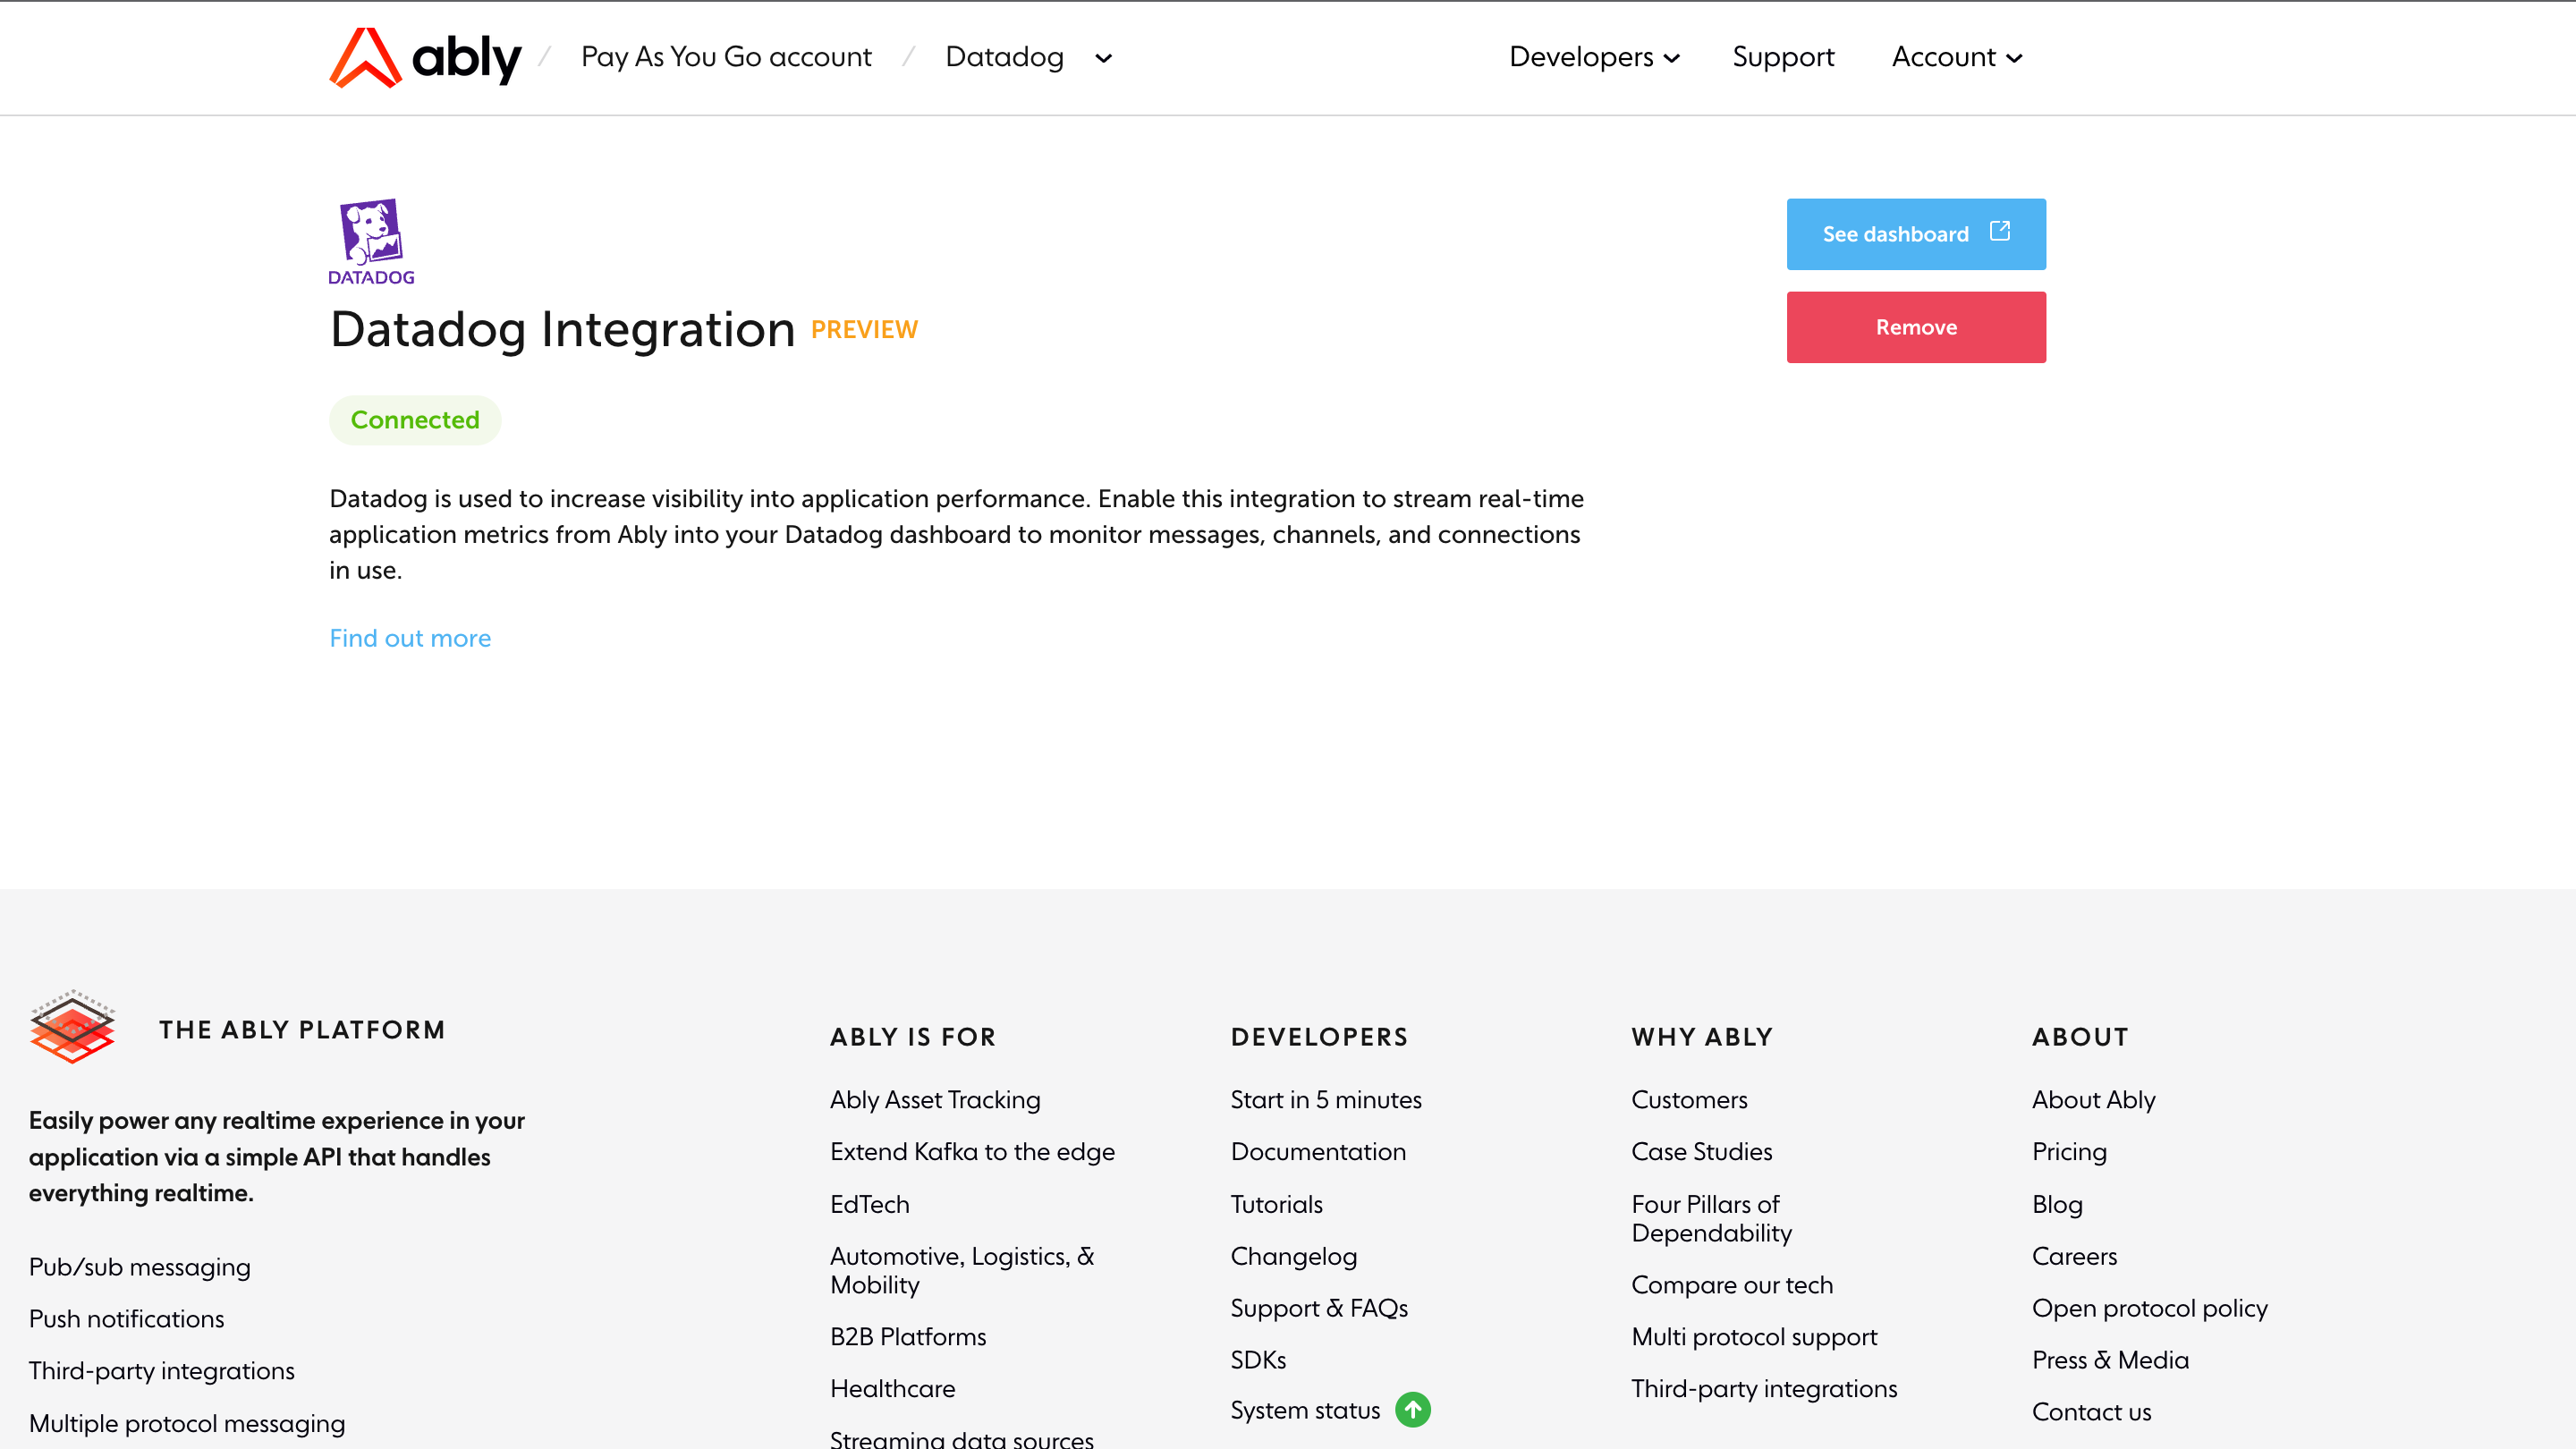 ably / Pay As You Go account / Datadog
Developers Support Account
DATADOG
Datadog Integration PREVIEW
See dashboard
Remove
Connected
Datadog is used to increase visibility into application performance. Enable this integration to stream real-time
application metrics from Ably into your Datadog dashboard to monitor messages, channels, and connections
in use.
Find out more
THE ABLY PLATFORM
Easily power any realtime experience in your
application via a simple API that handles
everything realtime.
Pub/sub messaging
Push notifications
Third-party integrations
Multiple protocol messaging
ABLY IS FOR
Ably Asset Tracking
Extend Kafka to the edge
EdTech
Automotive, Logistics, &
Mobility
B2B Platforms
Healthcare
Streaming data sources
DEVELOPERS
Start in 5 minutes
Documentation
Tutorials
Changelog
Support & FAQs
SDKs
System status
WHY ABLY
Customers
Case Studies
Four Pillars of
Dependability
Compare our tech
Multi protocol support
Third-party integrations
ABOUT
About Ably
Pricing
Blog
Careers
Open protocol policy
Press & Media
Contact us